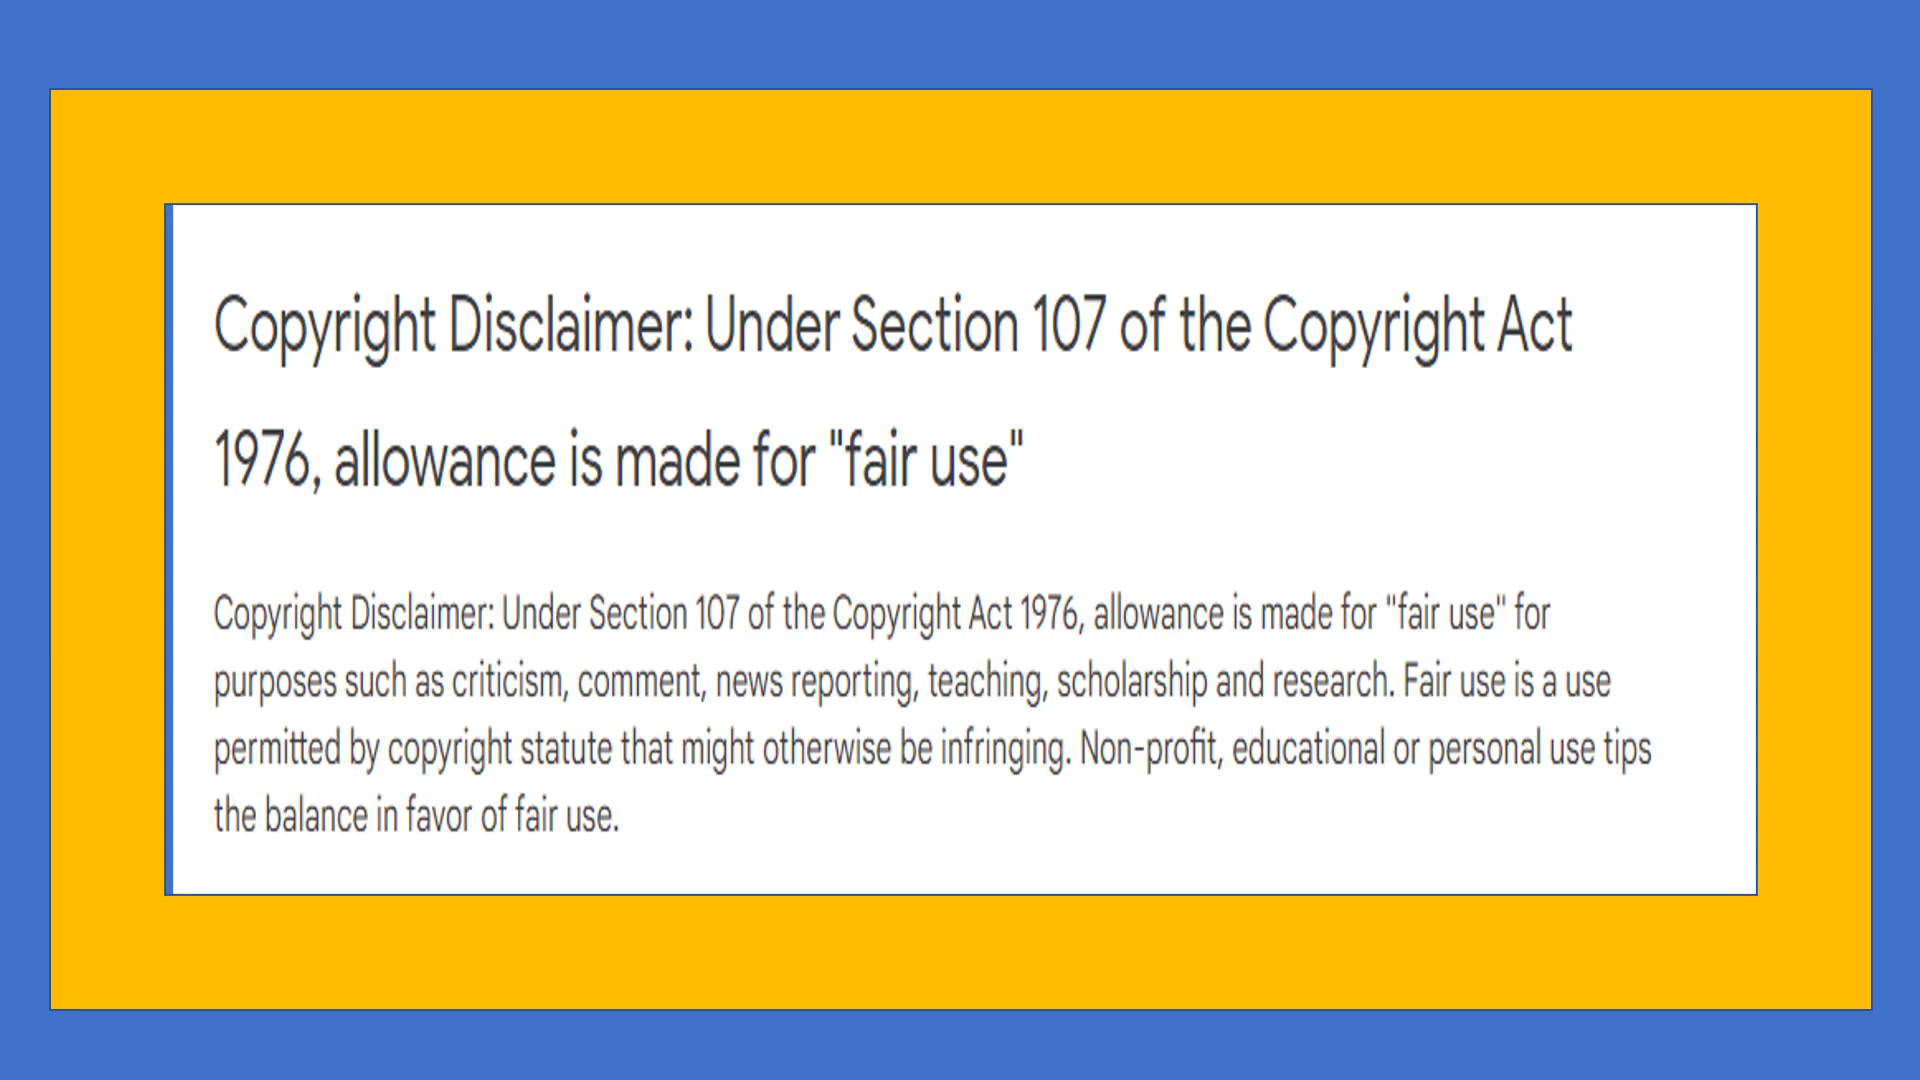 Copyright Disclaimer: Under Section 107 of the Copyright Act
1976, allowance is made for "fair use"
Copyright Disclaimer: Under Section 107 of the Copyright Act 1976, allowance is made for "fair use" for
purposes such as criticism, comment, news reporting, teaching, scholarship and research. Fair use is a use
permitted by copyright statute that might otherwise be infringing. Non-profit, educational or personal use tips
the balance in favor of fair use.